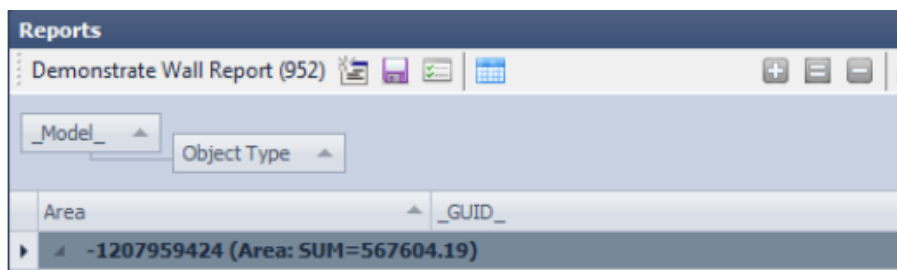 Reports
Demonstrate Wall Report (952)
_Model_
Object Type
Area _GUID_
-1207959424 (Area: SUM=567604.19)